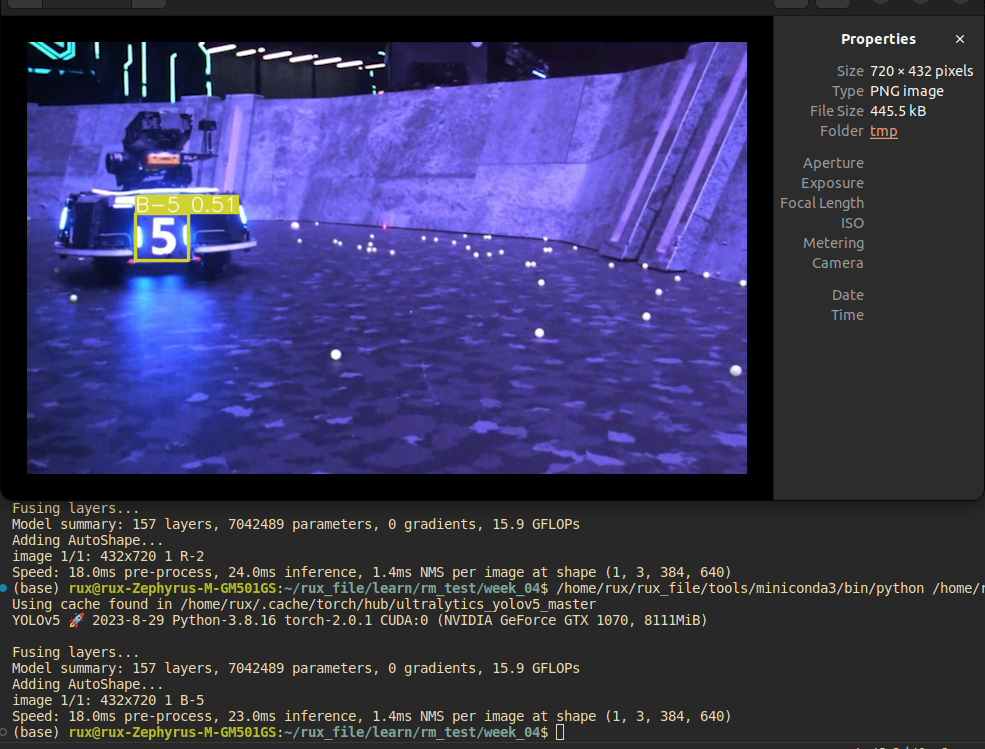 Properties
×
Size 720 × 432 pixels
Type PNG image
File Size 445.5 kB
Folder tmp
Aperture
Exposure
Focal Length
ISO
Metering
Camera
Date
Time
B-5 0.51
5
Fusing layers...
Model summary: 157 layers, 7042489 parameters, 0 gradients, 15.9 GFLOPs
Adding AutoShape...
image 1/1: 432x720 1 R-2
Speed: 18.0ms pre-process, 24.0ms inference, 1.4ms NMS per image at shape (1, 3, 384, 640)
(base) rux@rux-Zephyrus-M-GM501GS:~/rux_file/learn/rm_test/week_04$ /home/rux/rux_file/tools/miniconda3/bin/python /home/r
Using cache found in /home/rux/.cache/torch/hub/ultralytics_yolov5_master
YOLOv5 🚀 2023-8-29 Python-3.8.16 torch-2.0.1 CUDA:0 (NVIDIA GeForce GTX 1070, 8111MiB)
Fusing layers...
Model summary: 157 layers, 7042489 parameters, 0 gradients, 15.9 GFLOPs
Adding AutoShape...
image 1/1: 432x720 1 B-5
Speed: 18.0ms pre-process, 23.0ms inference, 1.4ms NMS per image at shape (1, 3, 384, 640)
(base) rux@rux-Zephyrus-M-GM501GS:~/rux_file/learn/rm_test/week_04$